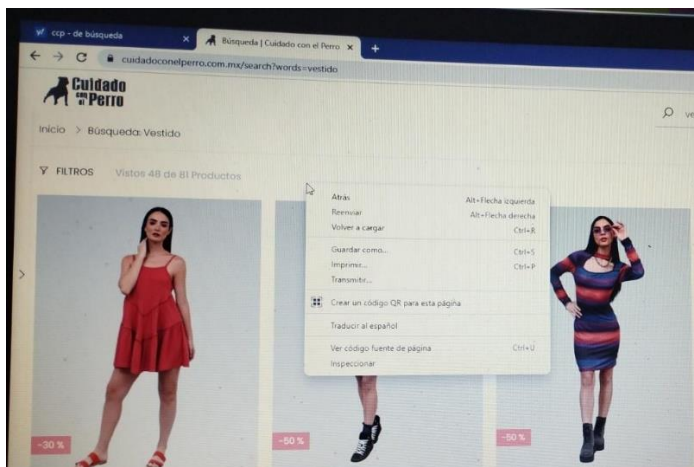 ccp - de búsqueda
Búsqueda | Cuidado con el Perro
cuidadoconelperro.com.mx/search?words=vestido
Cuidado
con
el Perro
ve
Inicio > Búsqueda: Vestido
FILTROS Vistos 48 de 81 Productos
Atrás Alt+Flecha izquierda
Reenviar Alt+Flecha derecha
Volver a cargar Ctrl+R
Guardar como... Ctrl+S
Imprimir... Ctrl+P
Transmitir...
Crear un código QR para esta página
Traducir al español
Ver código fuente de página Ctrl+U
Inspeccionar
-30 %
-50 %
-50 %